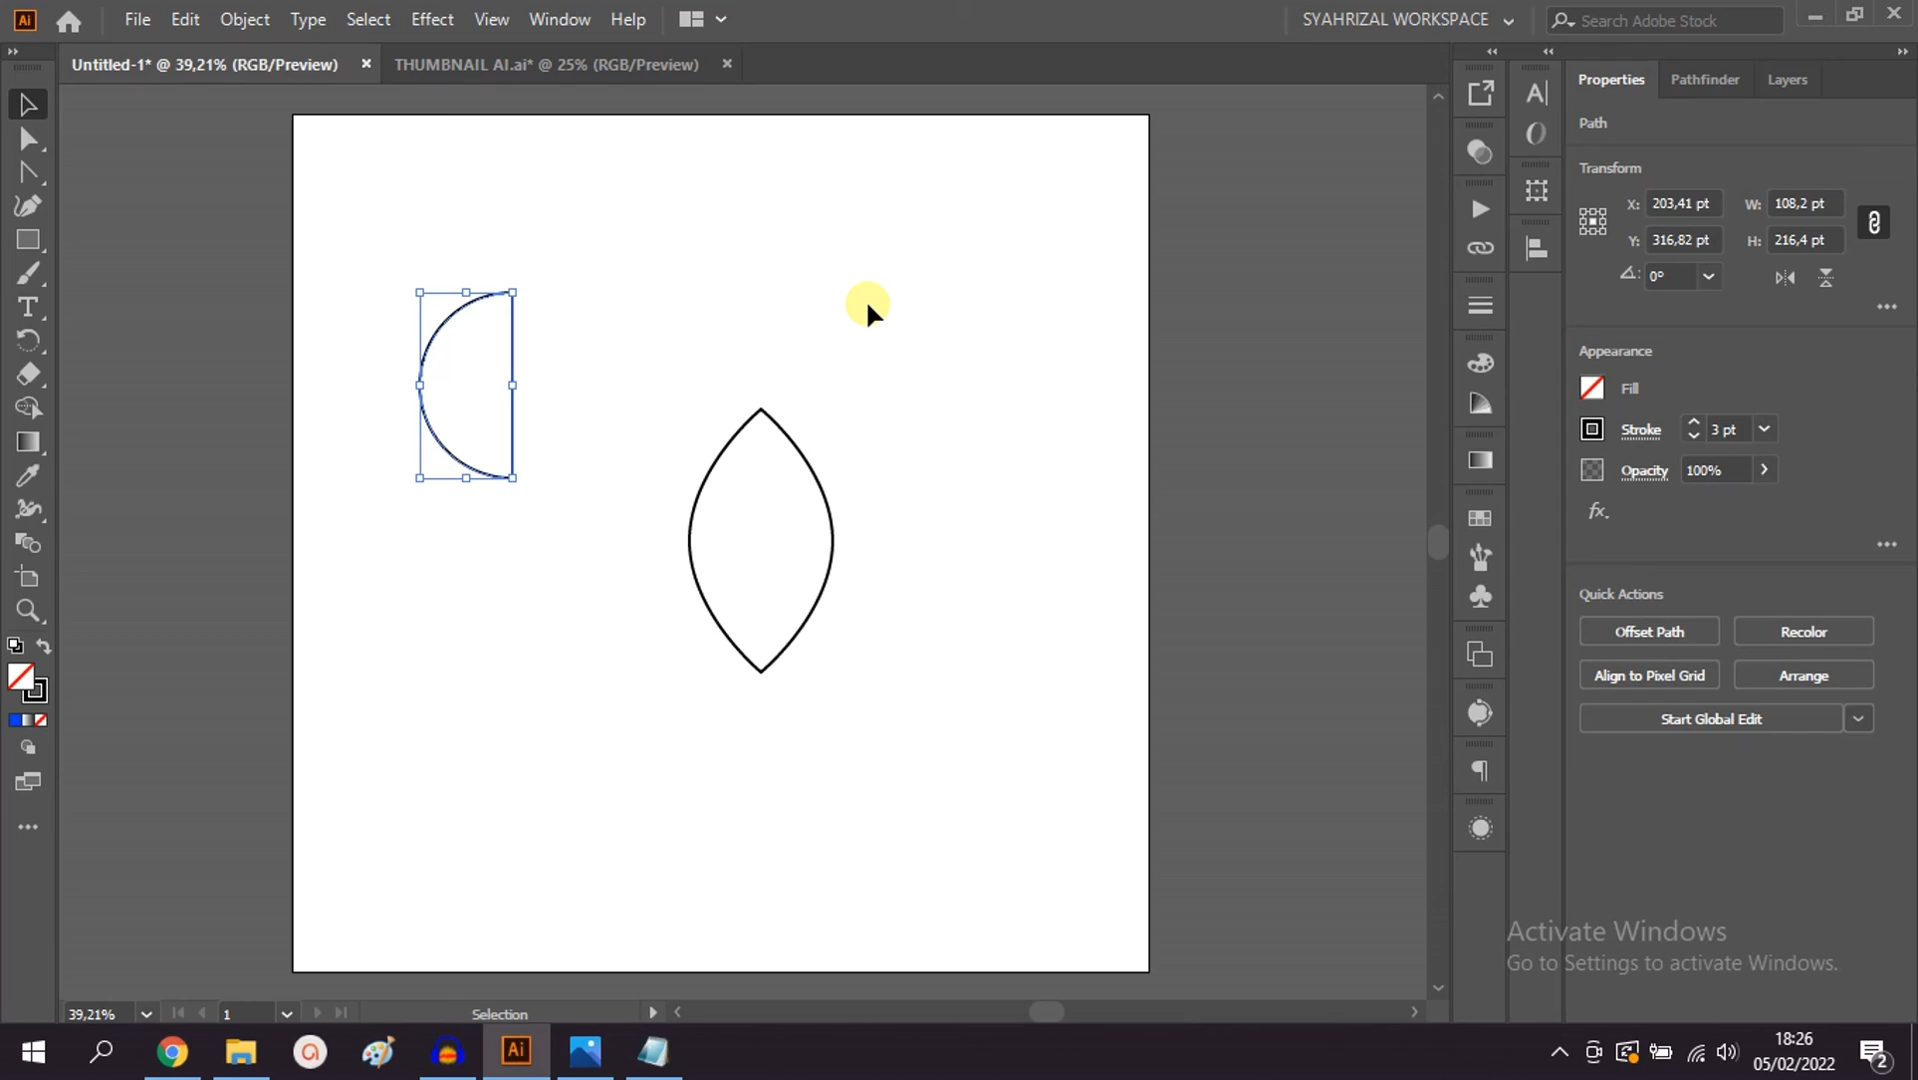 Ai File Edit Object Type Select Effect View Window Help SYAHRIZAL WORKSPACE Search Adobe Stock
Untitled-1* @ 39,21% (RGB/Preview) THUMBNAIL AI.ai* @ 25% (RGB/Preview)
Properties Pathfinder Layers
Path
Transform
X: 203,41 pt W: 108,2 pt
Y: 316,82 pt H: 216,4 pt
0°
Appearance
Fill
Stroke 3 pt
Opacity 100%
fx.
Quick Actions
Offset Path Recolor
Align to Pixel Grid Arrange
Start Global Edit
Activate Windows
Go to Settings to activate Windows.
39,21% 1 Selection
Ai 18:26
05/02/2022 2